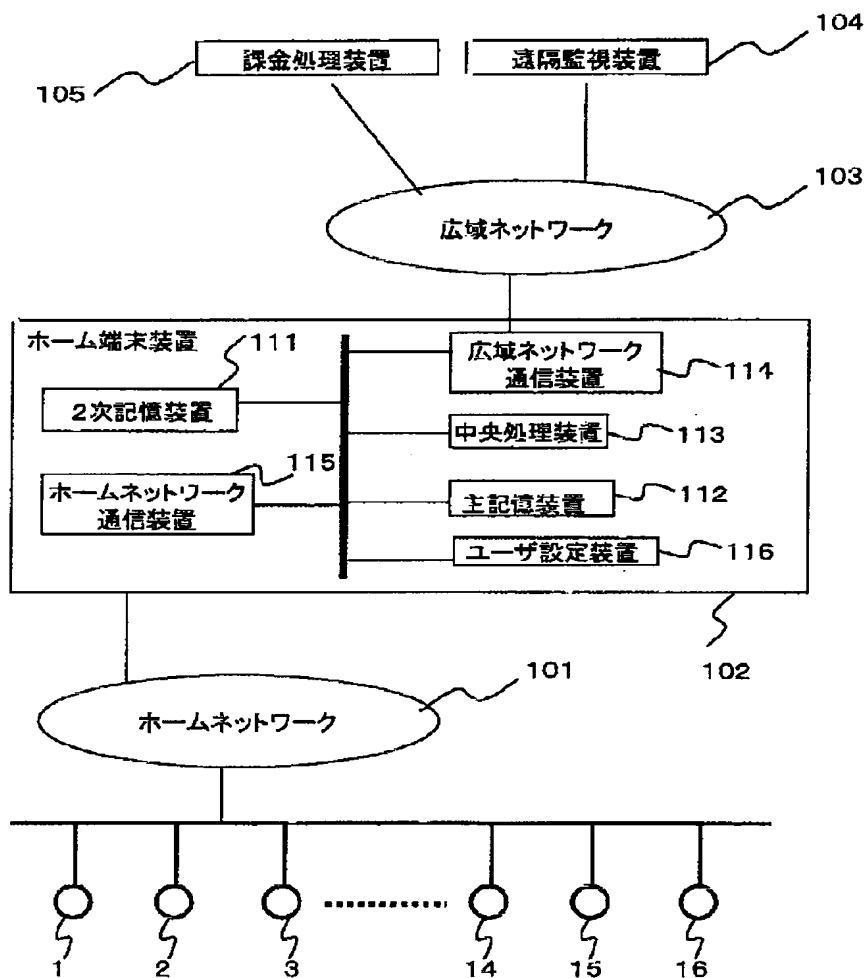 104
課金処理装置
遠隔監視装置
105
103
広域ネットワーク
ホーム端末装置
111
広域ネットワーク
通信装置
114
2次記憶装置
中央処理装置
113
115
ホームネットワーク
通信装置
主記憶装置
112
ユーザ設定装置
116
102
101
ホームネットワーク
1
2
3
14
15
16